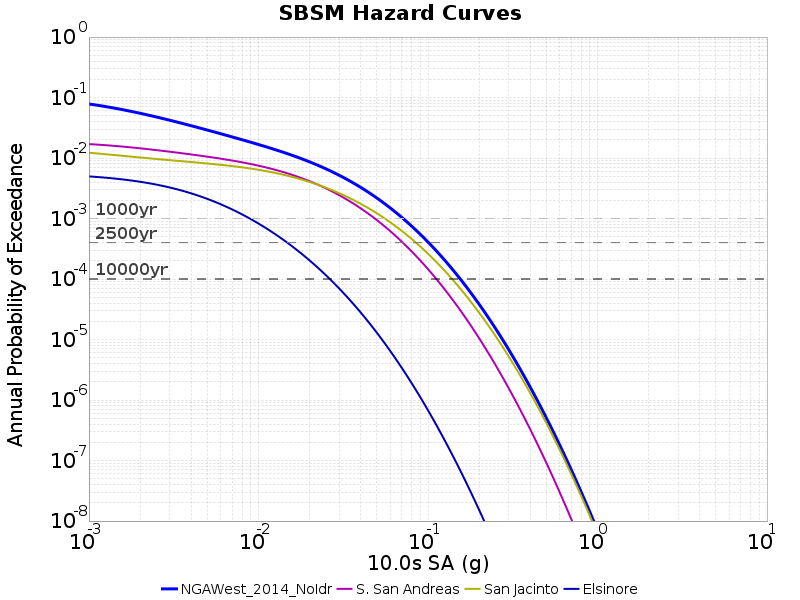 SBSM Hazard Curves
Annual Probability of Exceedance
10^0
10^-1
10^-2
10^-3
10^-4
10^-5
10^-6
10^-7
10^-8
1000yr
2500yr
10000yr
10^-3 10^-2 10^-1 10^0 10^1
10.0s SA (g)
NGAWest_2014_NoIdr S. San Andreas San Jacinto Elsinore